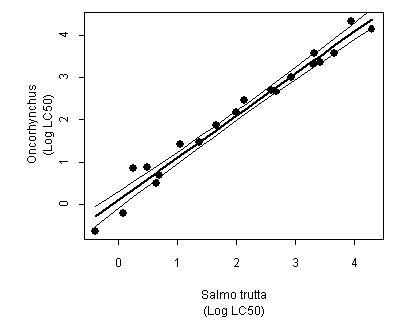 Oncorhynchus
(Log LC50)
4
3
2
1
0
0 1 2 3 4
Salmo trutta
(Log LC50)